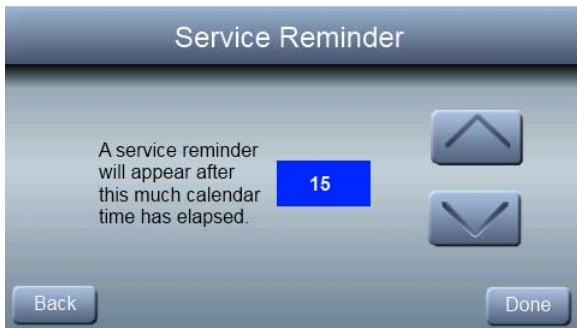 Service Reminder
A service reminder
will appear after
this much calendar
time has elapsed.
15
Back
Done